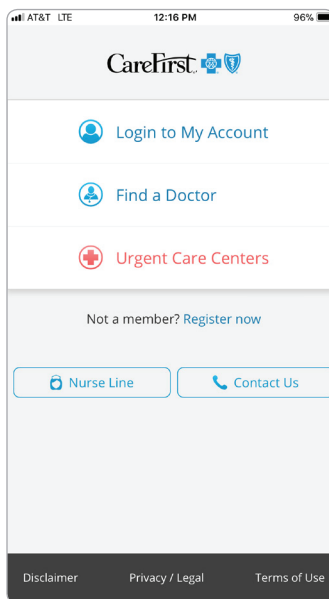 AT&T LTE 12:16 PM 96%
CareFirst
Login to My Account
Find a Doctor
Urgent Care Centers
Not a member? Register now
Nurse Line Contact Us
Disclaimer Privacy / Legal Terms of Use